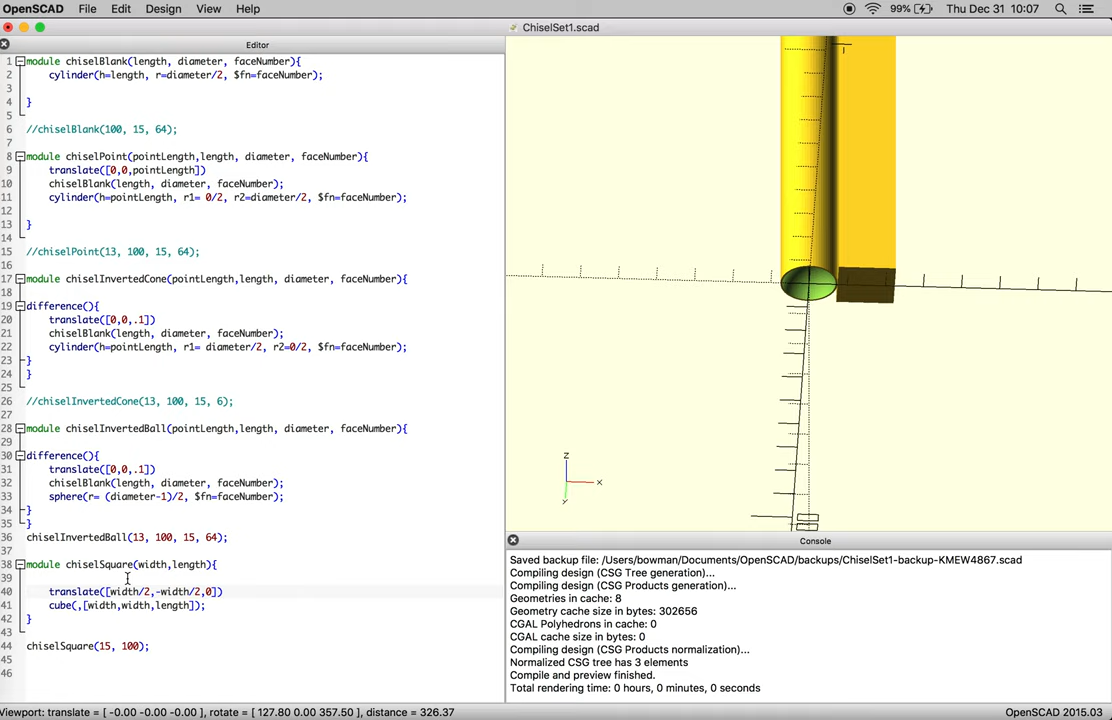 OpenSCAD File Edit Design View Help 99% Thu Dec 31 10:07
Editor
ChiselSet1.scad
1 module chiselBlank(length, diameter, faceNumber){
2 cylinder(h=length, r=diameter/2, $fn=faceNumber);
3
4 }
5
6 //chiselBlank(100, 15, 64);
7
8 module chiselPoint(pointLength,length, diameter, faceNumber){
9 translate([0,0,pointLength])
10 chiselBlank(length, diameter, faceNumber);
11 cylinder(h=pointLength, r1= 0/2, r2=diameter/2, $fn=faceNumber);
12
13 }
14
15 //chiselPoint(13, 100, 15, 64);
16
17 module chiselInvertedCone(pointLength,length, diameter, faceNumber){
18
19 difference(){
20 translate([0,0,.1])
21 chiselBlank(length, diameter, faceNumber);
22 cylinder(h=pointLength, r1= diameter/2, r2=0/2, $fn=faceNumber);
23 }
24 }
25
26 //chiselInvertedCone(13, 100, 15, 6);
27
28 module chiselInvertedBall(pointLength,length, diameter, faceNumber){
29
30 difference(){
31 translate([0,0,.1])
32 chiselBlank(length, diameter, faceNumber);
33 sphere(r= (diameter-1)/2, $fn=faceNumber);
34 }
35 }
36 chiselInvertedBall(13, 100, 15, 64);
37
38 module chiselSquare(width,length){
39
40 translate([width/2,-width/2,0])
41 cube(,[width,width,length]);
42 }
43
44 chiselSquare(15, 100);
45
46
Z
X
Y
Console
Saved backup file: /Users/bowman/Documents/OpenSCAD/backups/ChiselSet1-backup-KMEW4867.scad
Compiling design (CSG Tree generation)...
Compiling design (CSG Products generation)...
Geometries in cache: 8
Geometry cache size in bytes: 302656
CGAL Polyhedrons in cache: 0
CGAL cache size in bytes: 0
Compiling design (CSG Products normalization)...
Normalized CSG tree has 3 elements
Compile and preview finished.
Total rendering time: 0 hours, 0 minutes, 0 seconds
Viewport: translate = [ -0.00 -0.00 -0.00 ], rotate = [ 127.80 0.00 357.50 ], distance = 326.37
OpenSCAD 2015.03